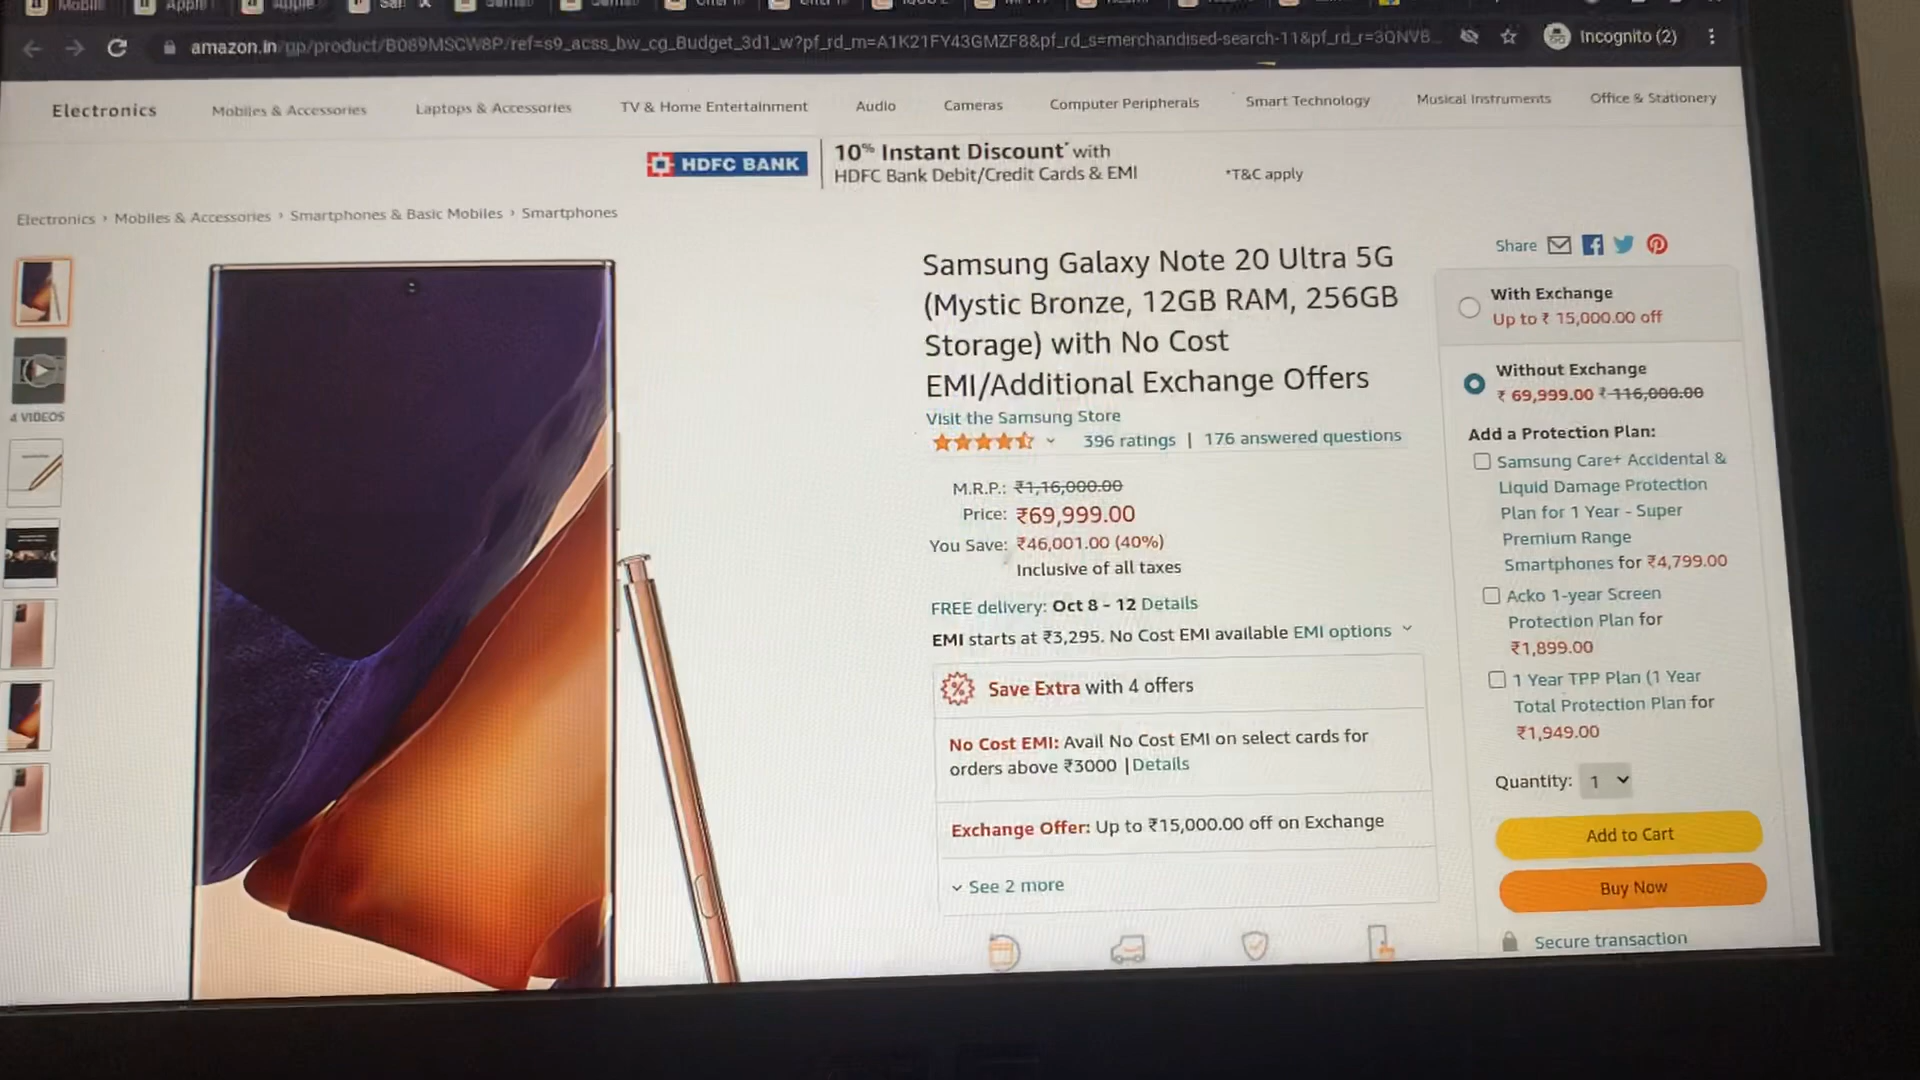 amazon.in/gp/product/B089MSCW8P/ref=s9_acss_bw_cg_Budget_3d1_w?pf_rd_m=A1K21FY43GMZF8&pf_rd_s=merchandised-search-11&pf_rd_r=3QNVB... Incognito (2)
Electronics Mobiles & Accessories Laptops & Accessories TV & Home Entertainment Audio Cameras Computer Peripherals Smart Technology Musical Instruments Office & Stationery
HDFC BANK
10% Instant Discount* with
HDFC Bank Debit/Credit Cards & EMI
*T&C apply
Electronics › Mobiles & Accessories › Smartphones & Basic Mobiles › Smartphones
4 VIDEOS
Samsung Galaxy Note 20 Ultra 5G
(Mystic Bronze, 12GB RAM, 256GB
Storage) with No Cost
EMI/Additional Exchange Offers
Visit the Samsung Store
396 ratings | 176 answered questions
M.R.P.: ₹1,16,000.00
Price: ₹69,999.00
You Save: ₹46,001.00 (40%)
Inclusive of all taxes
FREE delivery: Oct 8 - 12 Details
EMI starts at ₹3,295. No Cost EMI available EMI options
Save Extra with 4 offers
No Cost EMI: Avail No Cost EMI on select cards for
orders above ₹3000 |Details
Exchange Offer: Up to ₹15,000.00 off on Exchange
See 2 more
Share
With Exchange
Up to ₹ 15,000.00 off
Without Exchange
₹ 69,999.00 ₹ 116,000.00
Add a Protection Plan:
Samsung Care+ Accidental &
Liquid Damage Protection
Plan for 1 Year - Super
Premium Range
Smartphones for ₹4,799.00
Acko 1-year Screen
Protection Plan for
₹1,899.00
1 Year TPP Plan (1 Year
Total Protection Plan for
₹1,949.00
Quantity: 1
Add to Cart
Buy Now
Secure transaction